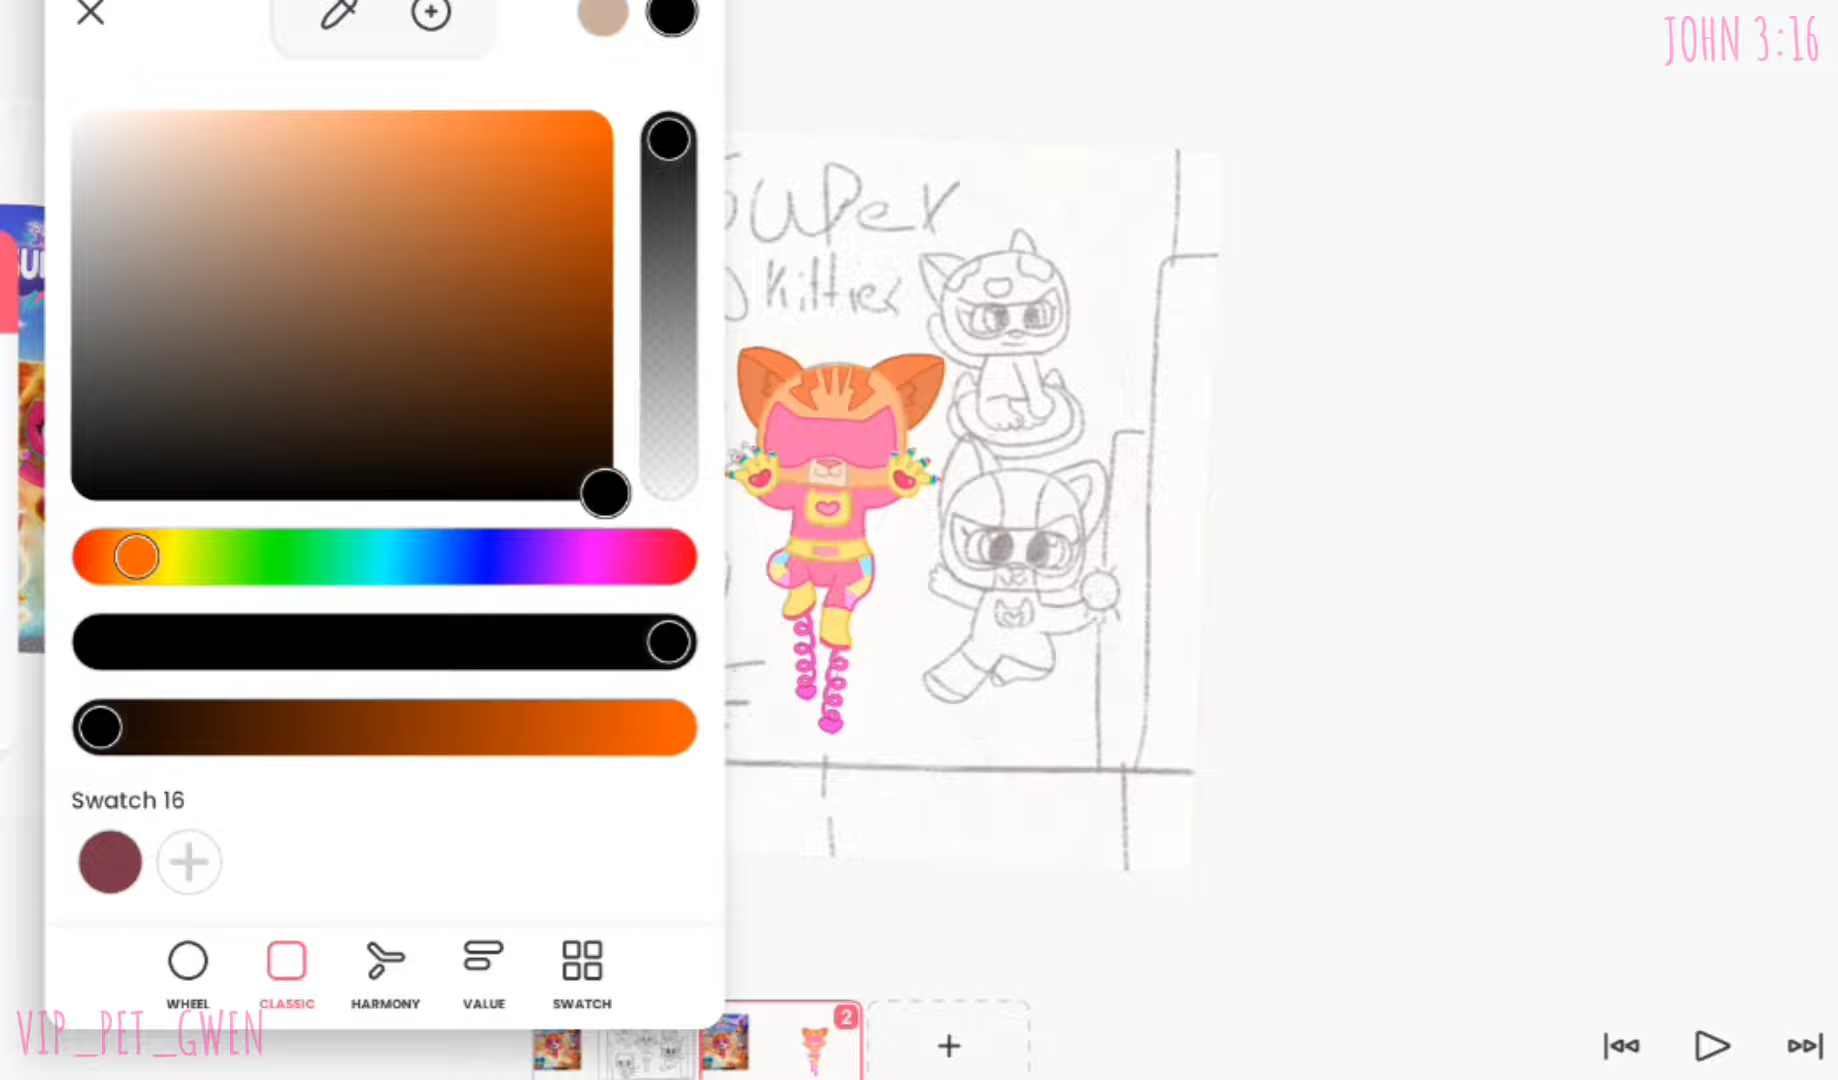 JOHN 3:16
SUPER
Kitties
Swatch 16
WHEEL
CLASSIC
HARMONY
VALUE
SWATCH
VIP_PET_GWEN
2